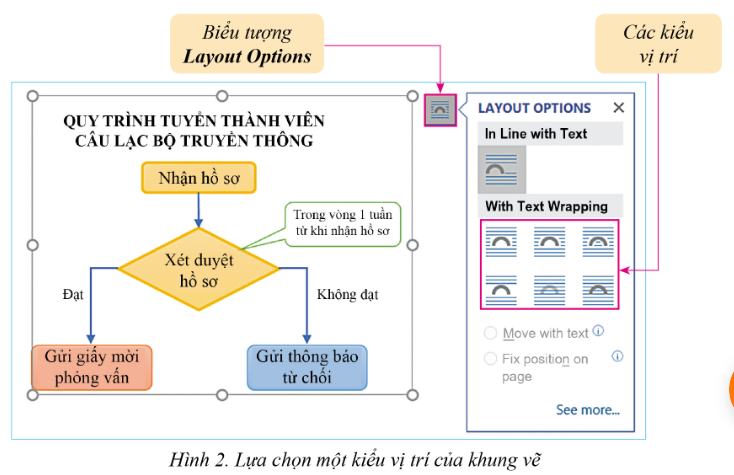 Biểu tượng
Layout Options
Các kiểu
vị trí
QUY TRÌNH TUYỂN THÀNH VIÊN
CÂU LẠC BỘ TRUYỀN THÔNG
Nhận hồ sơ
Trong vòng 1 tuần
từ khi nhận hồ sơ
Xét duyệt
hồ sơ
Đạt
Không đạt
Gửi giấy mời
phỏng vấn
Gửi thông báo
từ chối
LAYOUT OPTIONS
In Line with Text
With Text Wrapping
Move with text
Fix position on
page
See more...
Hình 2. Lựa chọn một kiểu vị trí của khung vẽ